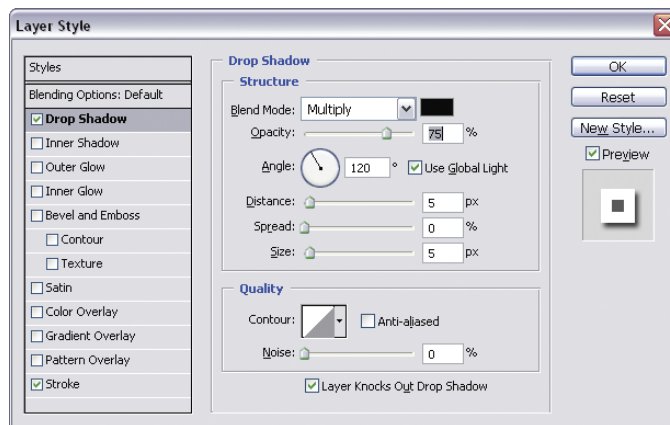 Layer Style
Styles
Blending Options: Default
Drop Shadow
Inner Shadow
Outer Glow
Inner Glow
Bevel and Emboss
Contour
Texture
Satin
Color Overlay
Gradient Overlay
Pattern Overlay
Stroke
Drop Shadow
Structure
Blend Mode: Multiply
Opacity: 75 %
Angle: 120 ° Use Global Light
Distance: 5 px
Spread: 0 %
Size: 5 px
Quality
Contour: Anti-aliased
Noise: 0 %
Layer Knocks Out Drop Shadow
OK
Reset
New Style...
Preview